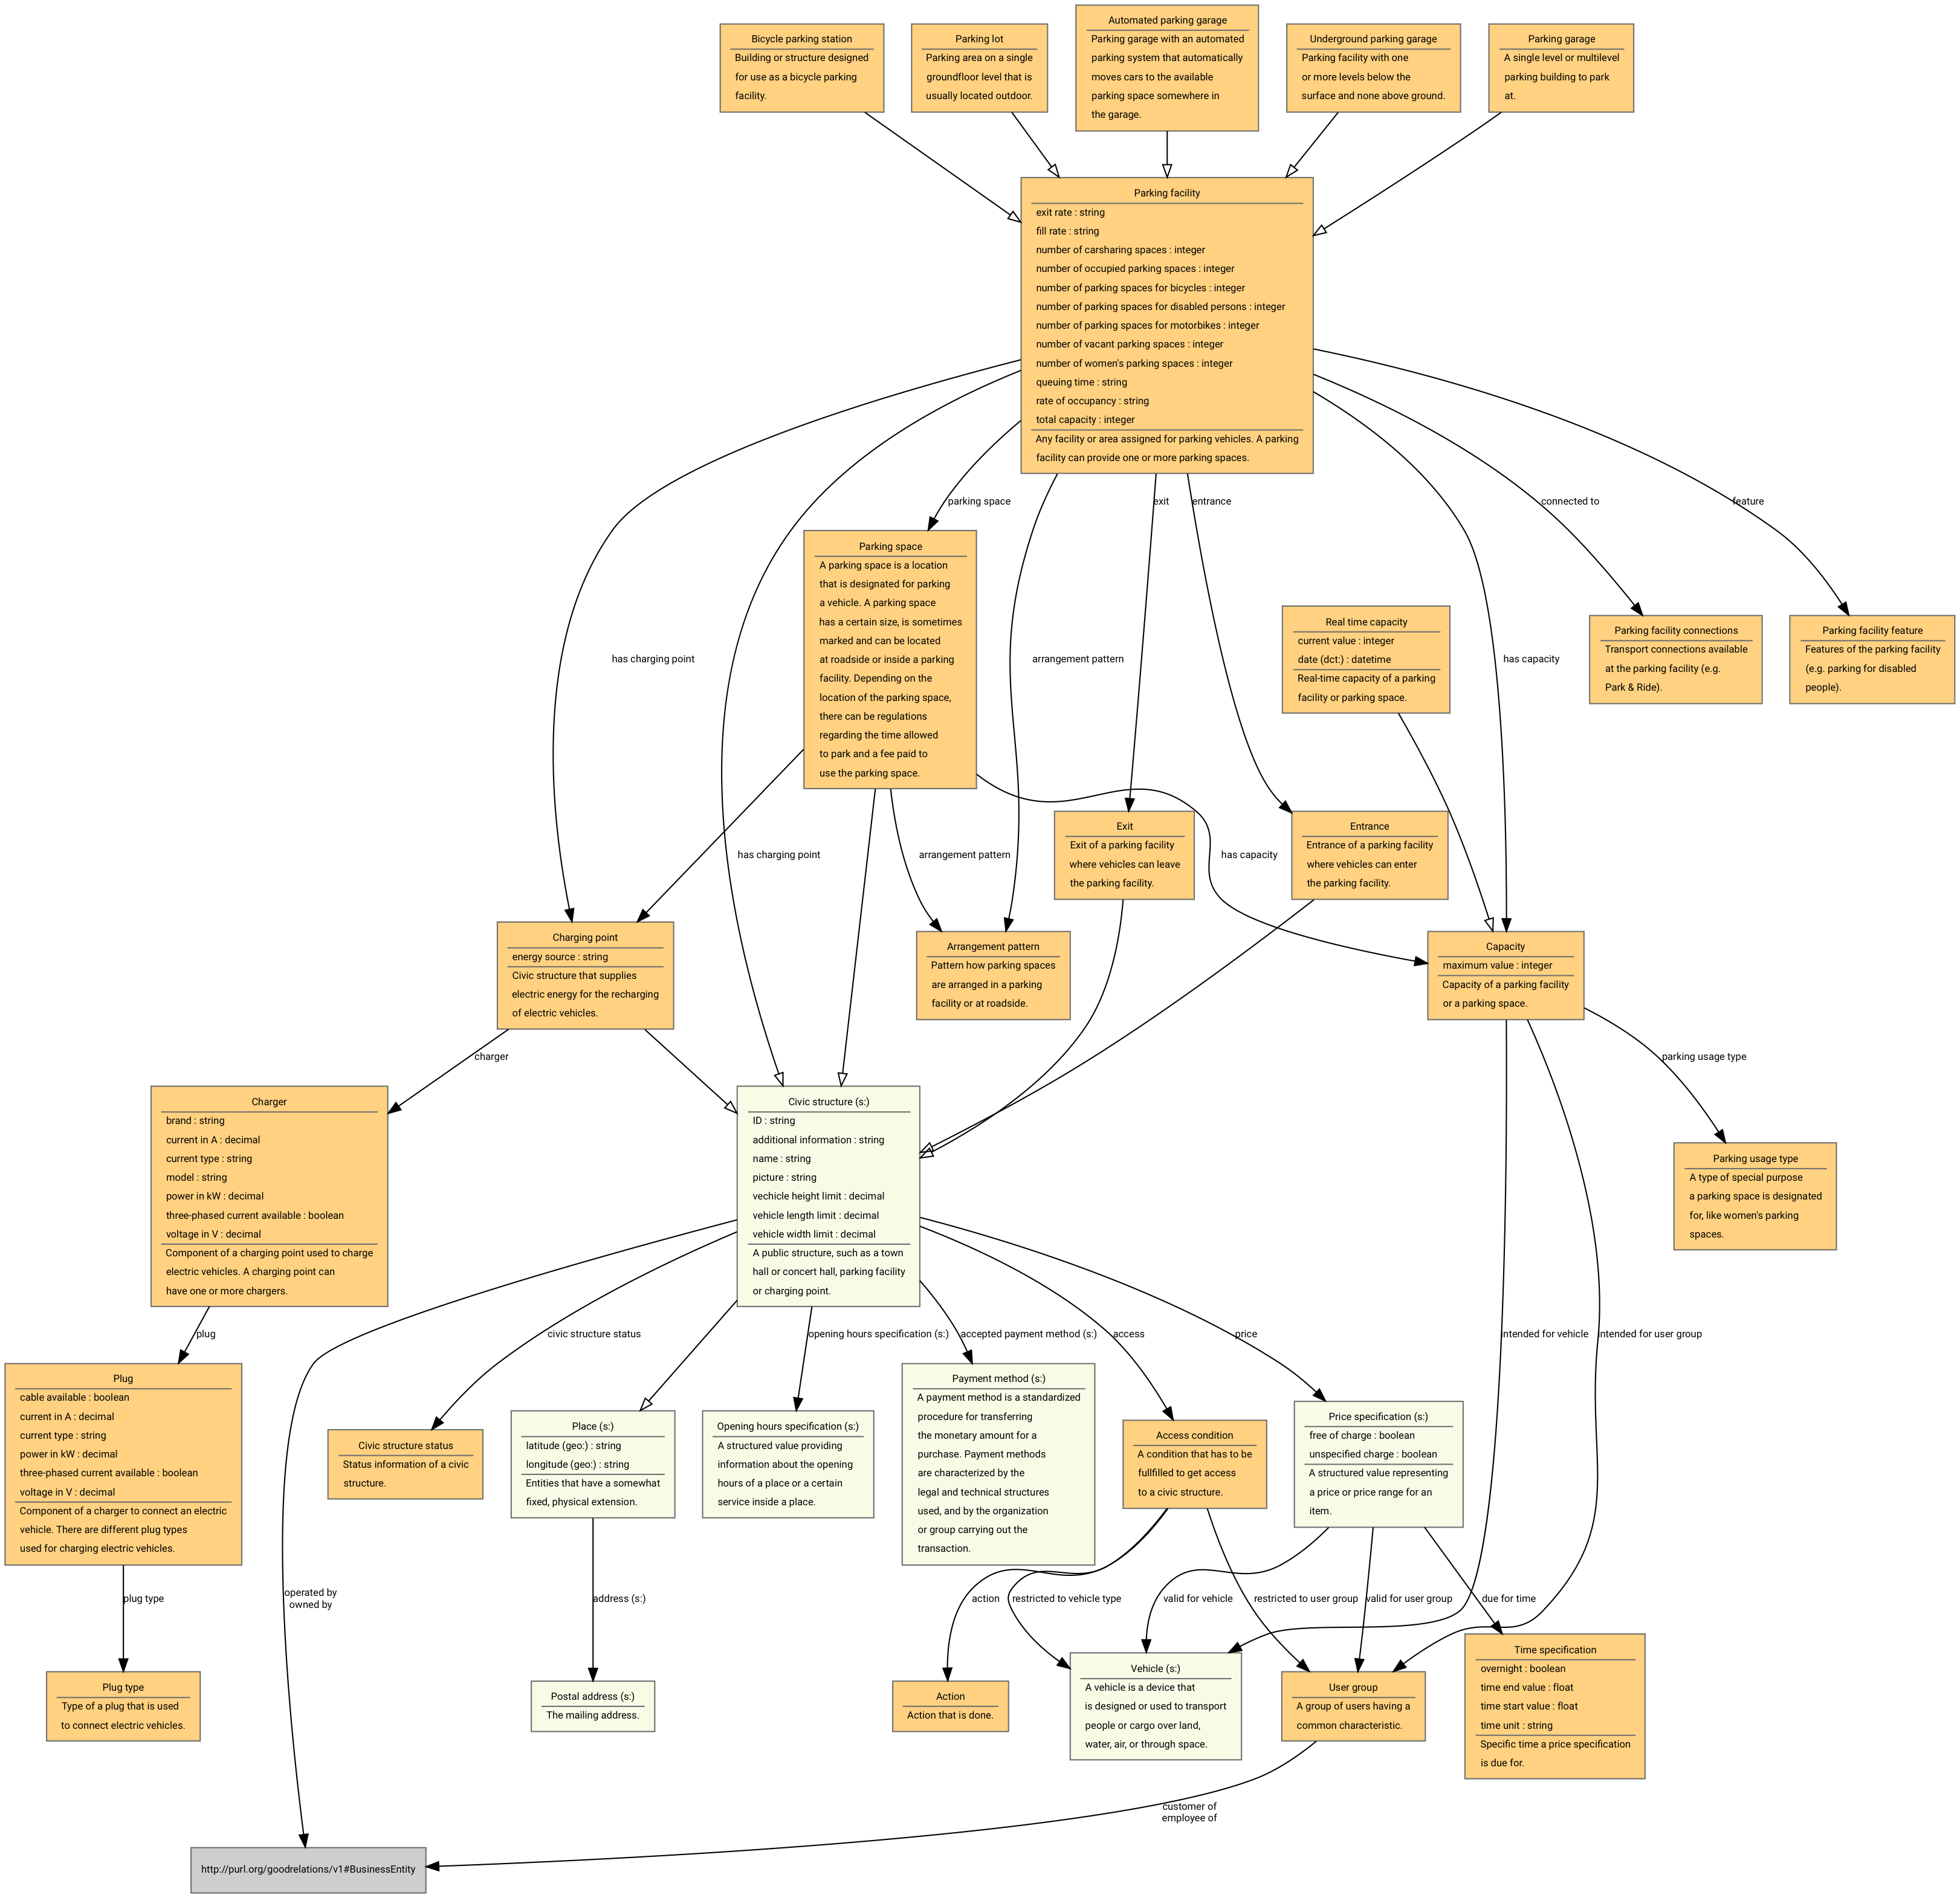 Bicycle parking station
Building or structure designed
for use as a bicycle parking
facility.
Parking lot
Parking area on a single
groundfloor level that is
usually located outdoor.
Automated parking garage
Parking garage with an automated
parking system that automatically
moves cars to the available
parking space somewhere in
the garage.
Underground parking garage
Parking facility with one
or more levels below the
surface and none above ground.
Parking garage
A single level or multilevel
parking building to park
at.
Parking facility
exit rate : string
fill rate : string
number of carsharing spaces : integer
number of occupied parking spaces : integer
number of parking spaces for bicycles : integer
number of parking spaces for disabled persons : integer
number of parking spaces for motorbikes : integer
number of vacant parking spaces : integer
number of women's parking spaces : integer
queuing time : string
rate of occupancy : string
total capacity : integer
Any facility or area assigned for parking vehicles. A parking
facility can provide one or more parking spaces.
parking space
exit
entrance
connected to
feature
Parking space
A parking space is a location
that is designated for parking
a vehicle. A parking space
has a certain size, is sometimes
marked and can be located
at roadside or inside a parking
facility. Depending on the
location of the parking space,
there can be regulations
regarding the time allowed
to park and a fee paid to
use the parking space.
has charging point
arrangement pattern
Real time capacity
current value : integer
date (dct:) : datetime
Real-time capacity of a parking
facility or parking space.
has capacity
Parking facility connections
Transport connections available
at the parking facility (e.g.
Park & Ride).
Parking facility feature
Features of the parking facility
(e.g. parking for disabled
people).
has charging point
arrangement pattern
Exit
Exit of a parking facility
where vehicles can leave
the parking facility.
has capacity
Entrance
Entrance of a parking facility
where vehicles can enter
the parking facility.
Charging point
energy source : string
Civic structure that supplies
electric energy for the recharging
of electric vehicles.
Arrangement pattern
Pattern how parking spaces
are arranged in a parking
facility or at roadside.
Capacity
maximum value : integer
Capacity of a parking facility
or a parking space.
charger
parking usage type
Charger
brand : string
current in A : decimal
current type : string
model : string
power in kW : decimal
three-phased current available : boolean
voltage in V : decimal
Component of a charging point used to charge
electric vehicles. A charging point can
have one or more chargers.
Civic structure (s:)
ID : string
additional information : string
name : string
picture : string
vechicle height limit : decimal
vehicle length limit : decimal
vehicle width limit : decimal
A public structure, such as a town
hall or concert hall, parking facility
or charging point.
Parking usage type
A type of special purpose
a parking space is designated
for, like women's parking
spaces.
plug
civic structure status
opening hours specification (s:)
accepted payment method (s:)
access
price
intended for vehicle
intended for user group
Plug
cable available : boolean
current in A : decimal
current type : string
power in kW : decimal
three-phased current available : boolean
voltage in V : decimal
Component of a charger to connect an electric
vehicle. There are different plug types
used for charging electric vehicles.
Civic structure status
Status information of a civic
structure.
Place (s:)
latitude (geo:) : string
longitude (geo:) : string
Entities that have a somewhat
fixed, physical extension.
Opening hours specification (s:)
A structured value providing
information about the opening
hours of a place or a certain
service inside a place.
Payment method (s:)
A payment method is a standardized
procedure for transferring
the monetary amount for a
purchase. Payment methods
are characterized by the
legal and technical structures
used, and by the organization
or group carrying out the
transaction.
Access condition
A condition that has to be
fullfilled to get access
to a civic structure.
Price specification (s:)
free of charge : boolean
unspecified charge : boolean
A structured value representing
a price or price range for an
item.
plug type
operated by
owned by
address (s:)
action
restricted to vehicle type
valid for vehicle
restricted to user group
valid for user group
due for time
Plug type
Type of a plug that is used
to connect electric vehicles.
Postal address (s:)
The mailing address.
Action
Action that is done.
Vehicle (s:)
A vehicle is a device that
is designed or used to transport
people or cargo over land,
water, air, or through space.
User group
A group of users having a
common characteristic.
Time specification
overnight : boolean
time end value : float
time start value : float
time unit : string
Specific time a price specification
is due for.
customer of
employee of
http://purl.org/goodrelations/v1#BusinessEntity